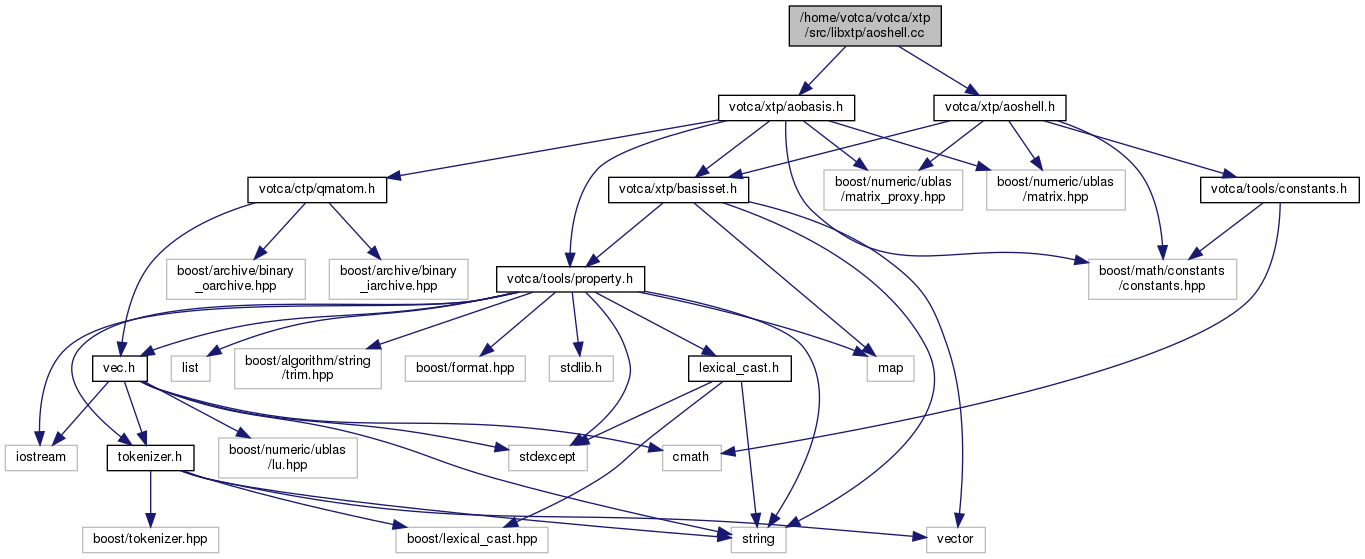 /home/votca/votca/xtp
/src/libxtp/aoshell.cc
votca/xtp/aobasis.h
votca/xtp/aoshell.h
votca/ctp/qmatom.h
votca/xtp/basisset.h
boost/numeric/ublas
/matrix_proxy.hpp
boost/numeric/ublas
/matrix.hpp
votca/tools/constants.h
boost/archive/binary
_oarchive.hpp
boost/archive/binary
_iarchive.hpp
votca/tools/property.h
boost/math/constants
/constants.hpp
vec.h
list
boost/algorithm/string
/trim.hpp
boost/format.hpp
stdlib.h
lexical_cast.h
map
iostream
tokenizer.h
boost/numeric/ublas
/lu.hpp
stdexcept
cmath
boost/tokenizer.hpp
boost/lexical_cast.hpp
string
vector